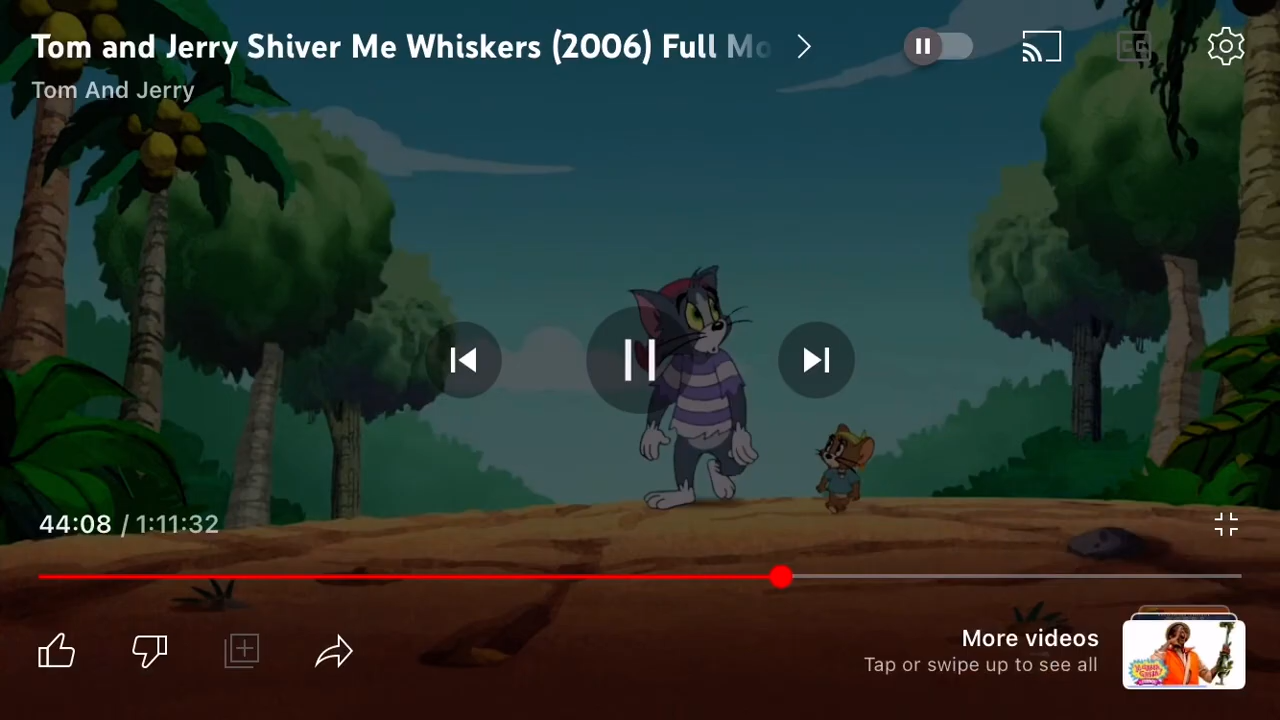 Tom and Jerry Shiver Me Whiskers (2006) Full Mo
Tom And Jerry
CC
44:08 / 1:11:32
More videos
Tap or swipe up to see all